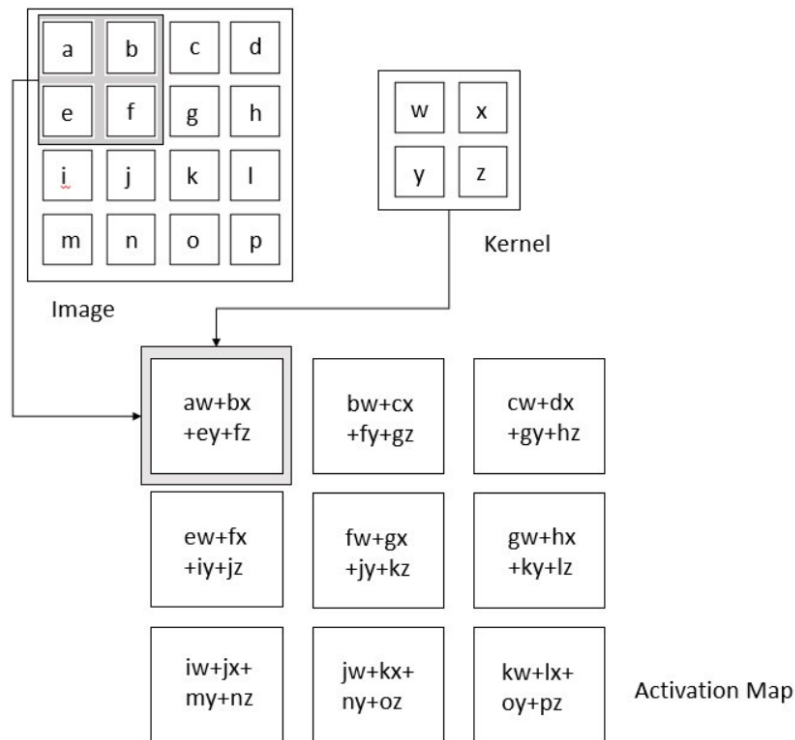 a b c d
e f g h
i j k l
m n o p
Image
w x
y z
Kernel
aw+bx
+ey+fz
bw+cx
+fy+gz
cw+dx
+gy+hz
ew+fx
+iy+jz
fw+gx
+jy+kz
gw+hx
+ky+lz
iw+jx+
my+nz
jw+kx+
ny+oz
kw+lx+
oy+pz
Activation Map